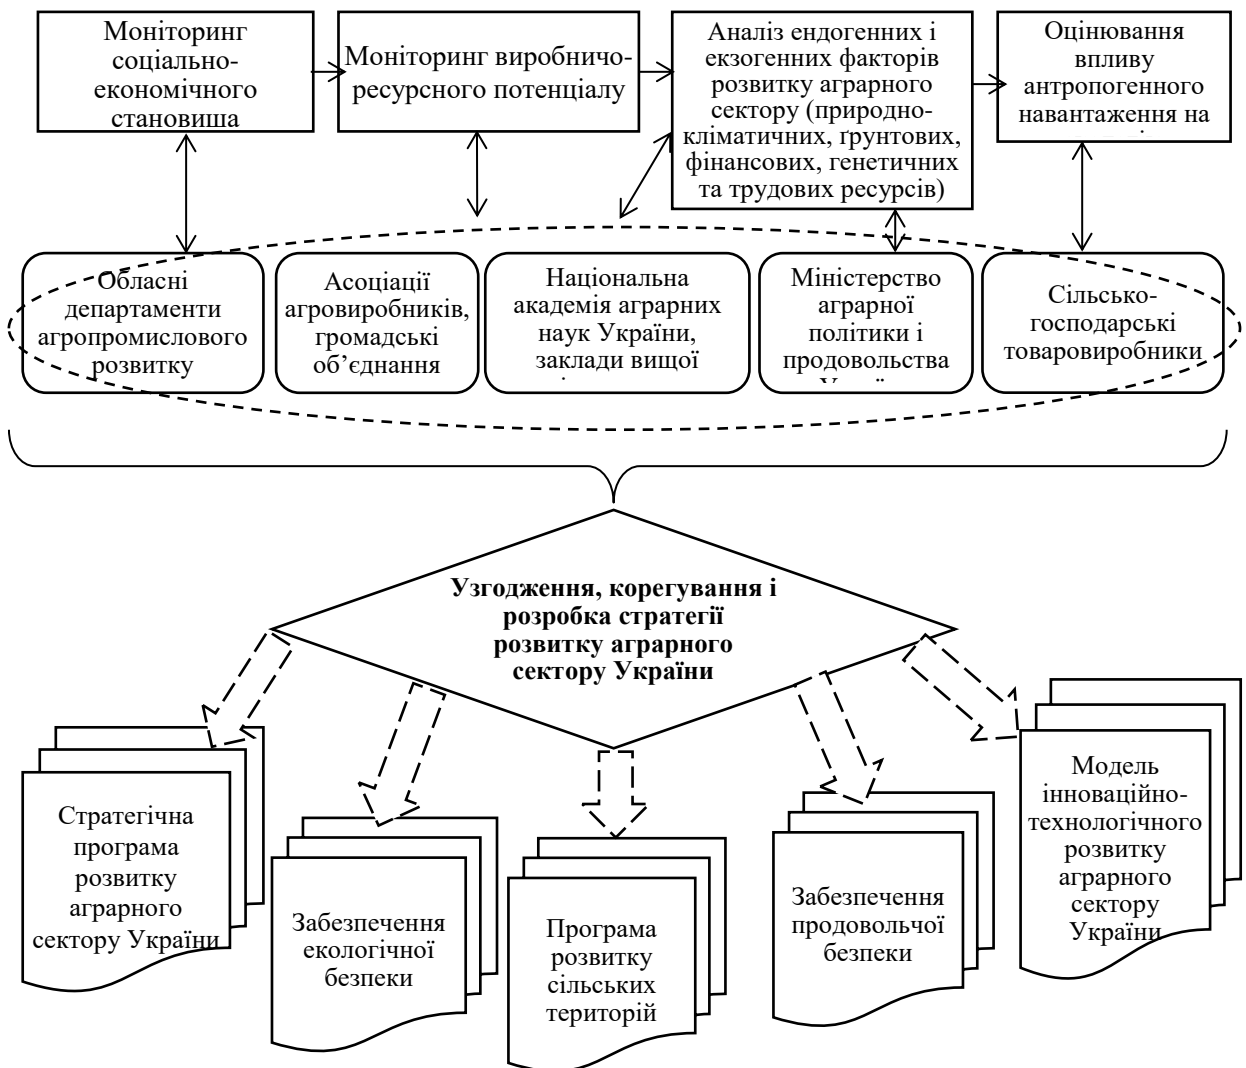 Моніторинг
соціально-
економічного
становища
Моніторинг виробничо-
ресурсного потенціалу
Аналіз ендогенних і
екзогенних факторів
розвитку аграрного
сектору (природно-
кліматичних, ґрунтових,
фінансових, генетичних
та трудових ресурсів)
Оцінювання
впливу
антропогенного
навантаження на
Обласні
департаменти
агропромислового
розвитку
Асоціації
агровиробників,
громадські
об’єднання
Національна
академія аграрних
наук України,
заклади вищої
Міністерство
аграрної
політики і
продовольства
Сільсько-
господарські
товаровиробники
Узгодження, корегування і
розробка стратегії
розвитку аграрного
сектору України
Стратегічна
програма
розвитку
аграрного
сектору України
Забезпечення
екологічної
безпеки
Програма
розвитку
сільських
територій
Забезпечення
продовольчої
безпеки
Модель
інноваційно-
технологічного
розвитку
аграрного
сектору
України